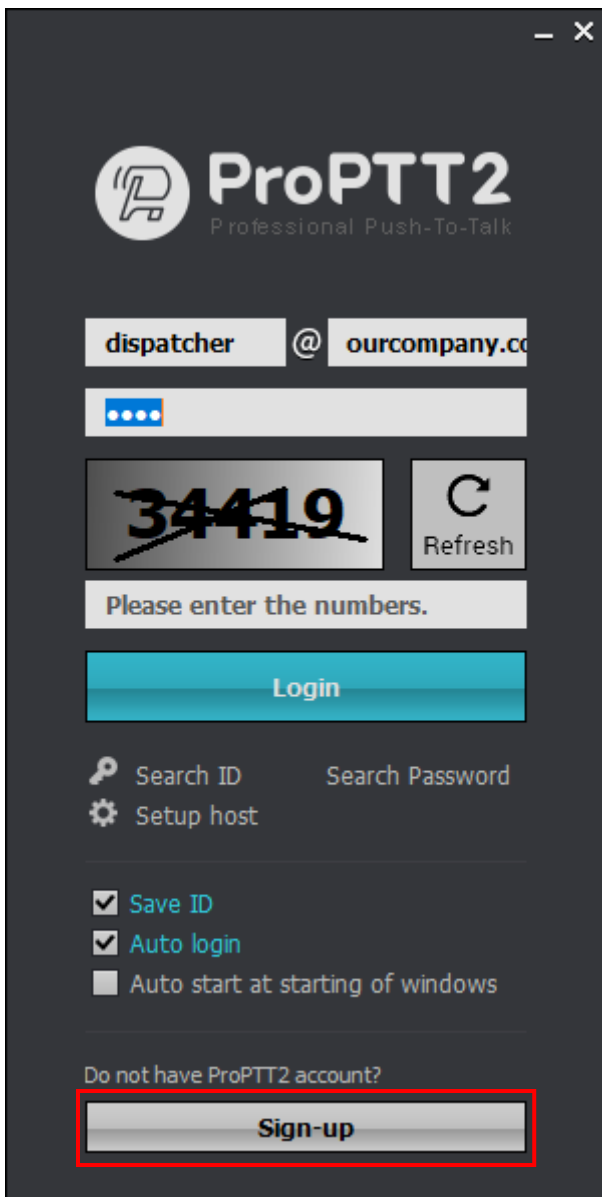 ProPTT2
Professional Push-To-Talk
dispatcher @ ourcompany.co
••••
34419
Refresh
Please enter the numbers.
Login
Search ID Search Password
Setup host
Save ID
Auto login
Auto start at starting of windows
Do not have ProPTT2 account?
Sign-up